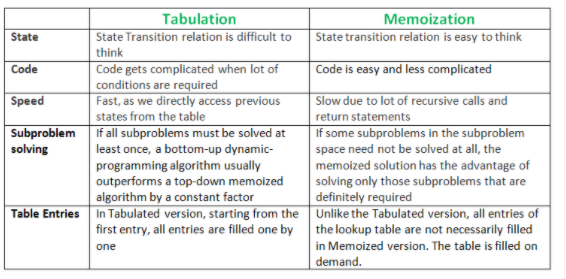 Tabulation Memoization
State State Transition relation is difficult to State transition relation is easy to think
think
Code Code gets complicated when lot of Code is easy and less complicated
conditions are required
Speed Fast, as we directly access previous Slow due to lot of recursive calls and
states from the table return statements
Subproblem If all subproblems must be solved at If some subproblems in the subproblem
solving least once, a bottom-up dynamic- space need not be solved at all, the
programming algorithm usually memoized solution has the advantage of
outperforms a top-down memoized solving only those subproblems that are
algorithm by a constant factor definitely required
Table Entries In Tabulated version, starting from the Unlike the Tabulated version, all entries of
first entry, all entries are filled one by the lookup table are not necessarily filled
one in Memoized version. The table is filled on
demand.